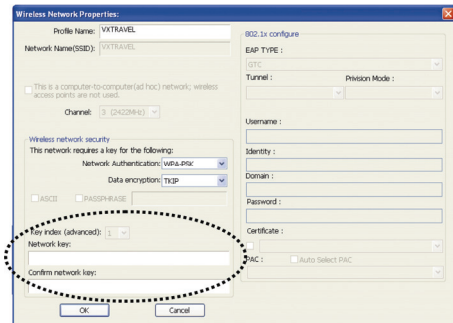 Wireless Network Properties:
Profile Name: VXTRAVEL
Network Name(SSID): VXTRAVEL
This is a computer-to-computer(ad hoc) network; wireless
access points are not used.
Channel: 3 (2422MHz)
Wireless network security
This network requires a key for the following:
Network Authentication: WPA-PSK
Data encryption: TKIP
ASCII PASSPHRASE
Key index (advanced): 1
Network key:
Confirm network key:
OK Cancel
802.1x configure
EAP TYPE :
GTC
Tunnel : Privision Mode :
Username :
Identity :
Domain :
Password :
Certificate :
PAC : Auto Select PAC